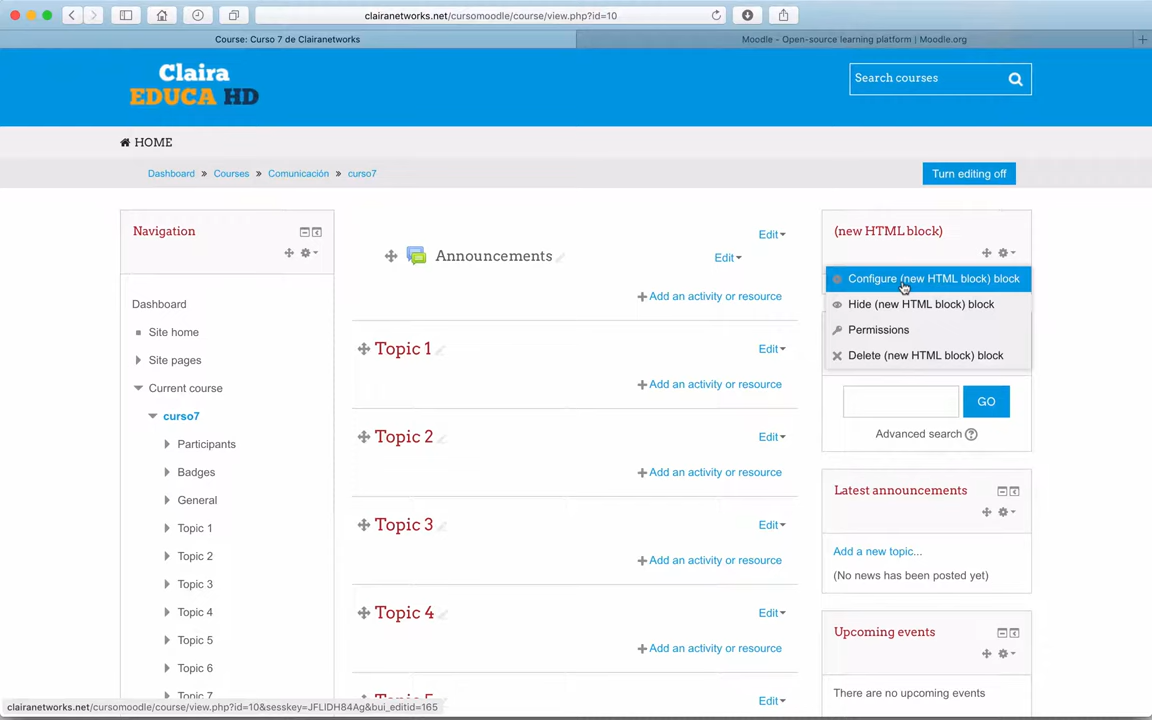 clairanetworks.net/cursomoodle/course/view.php?id=10
Course: Curso 7 de Clairanetworks
Moodle - Open-source learning platform | Moodle.org
Claira
EDUCA HD
Search courses
HOME
Dashboard » Courses » Comunicación » curso7
Turn editing off
Navigation
Dashboard
Site home
Site pages
Current course
curso7
Participants
Badges
General
Topic 1
Topic 2
Topic 3
Topic 4
Topic 5
Topic 6
Topic 7
Edit
Announcements
Edit
Add an activity or resource
Topic 1
Edit
Add an activity or resource
Topic 2
Edit
Add an activity or resource
Topic 3
Edit
Add an activity or resource
Topic 4
Edit
Add an activity or resource
Topic 5
Edit
(new HTML block)
Configure (new HTML block) block
Hide (new HTML block) block
Permissions
Delete (new HTML block) block
GO
Advanced search
Latest announcements
Add a new topic...
(No news has been posted yet)
Upcoming events
There are no upcoming events
clairanetworks.net/cursomoodle/course/view.php?id=10&sesskey=JFLIDH84Ag&bui_editid=165